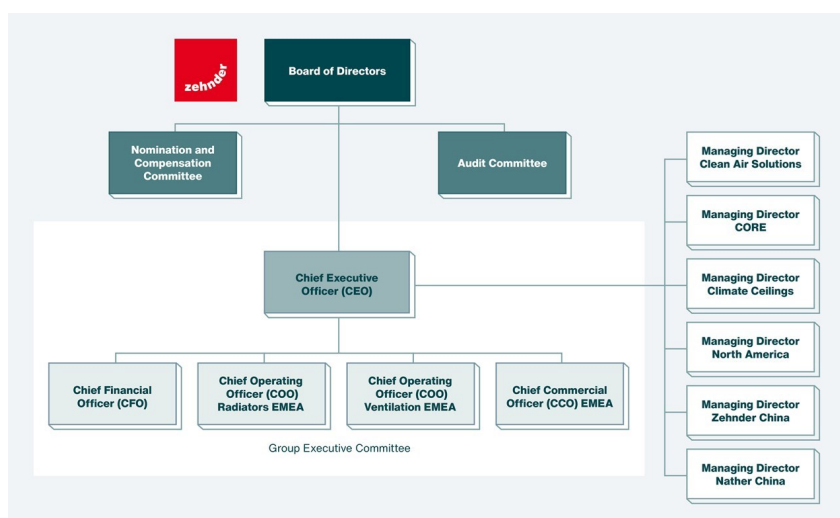 zehnder
Board of Directors
Nomination and
Compensation
Committee
Audit Committee
Chief Executive
Officer (CEO)
Chief Financial
Officer (CFO)
Chief Operating
Officer (COO)
Radiators EMEA
Chief Operating
Officer (COO)
Ventilation EMEA
Chief Commercial
Officer (CCO) EMEA
Group Executive Committee
Managing Director
Clean Air Solutions
Managing Director
CORE
Managing Director
Climate Ceilings
Managing Director
North America
Managing Director
Zehnder China
Managing Director
Nather China